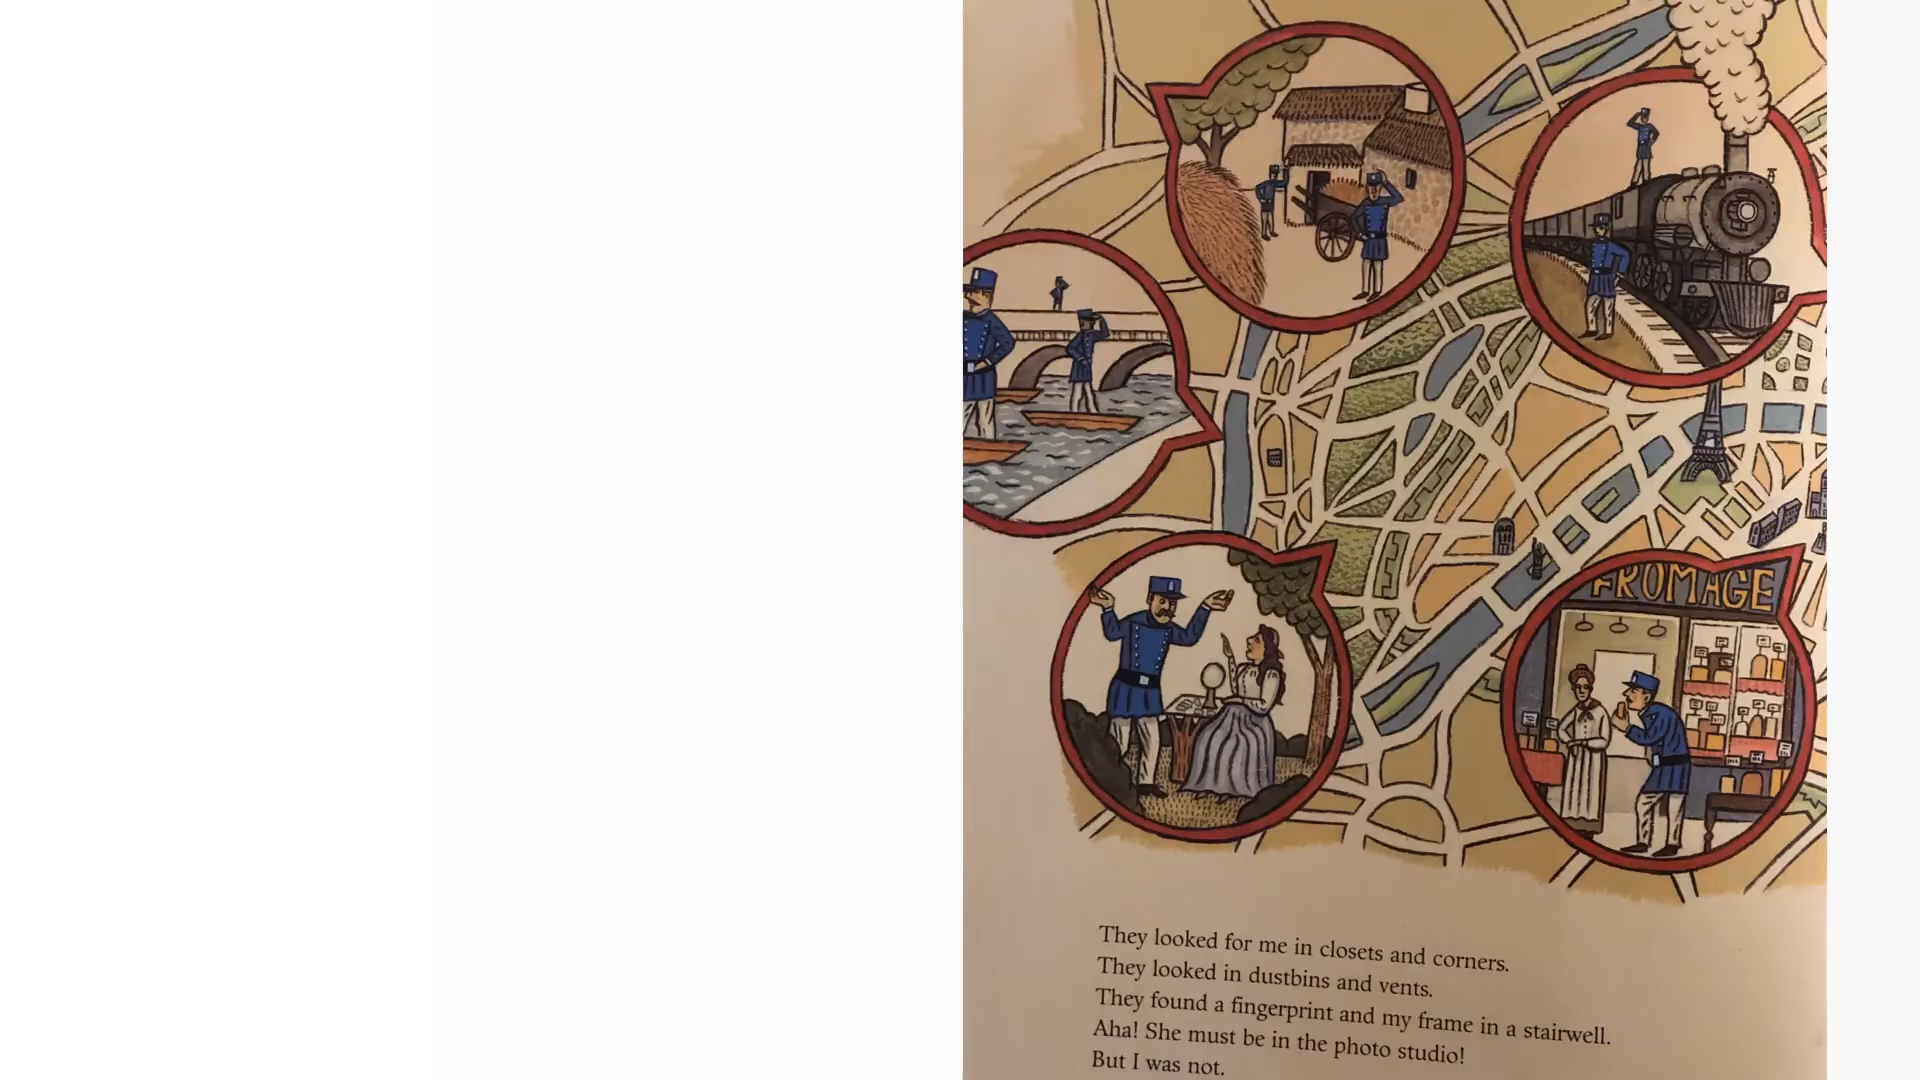 FROMAGE
They looked for me in closets and corners.
They looked in dustbins and vents.
They found a fingerprint and my frame in a stairwell.
Aha! She must be in the photo studio!
But I was not.